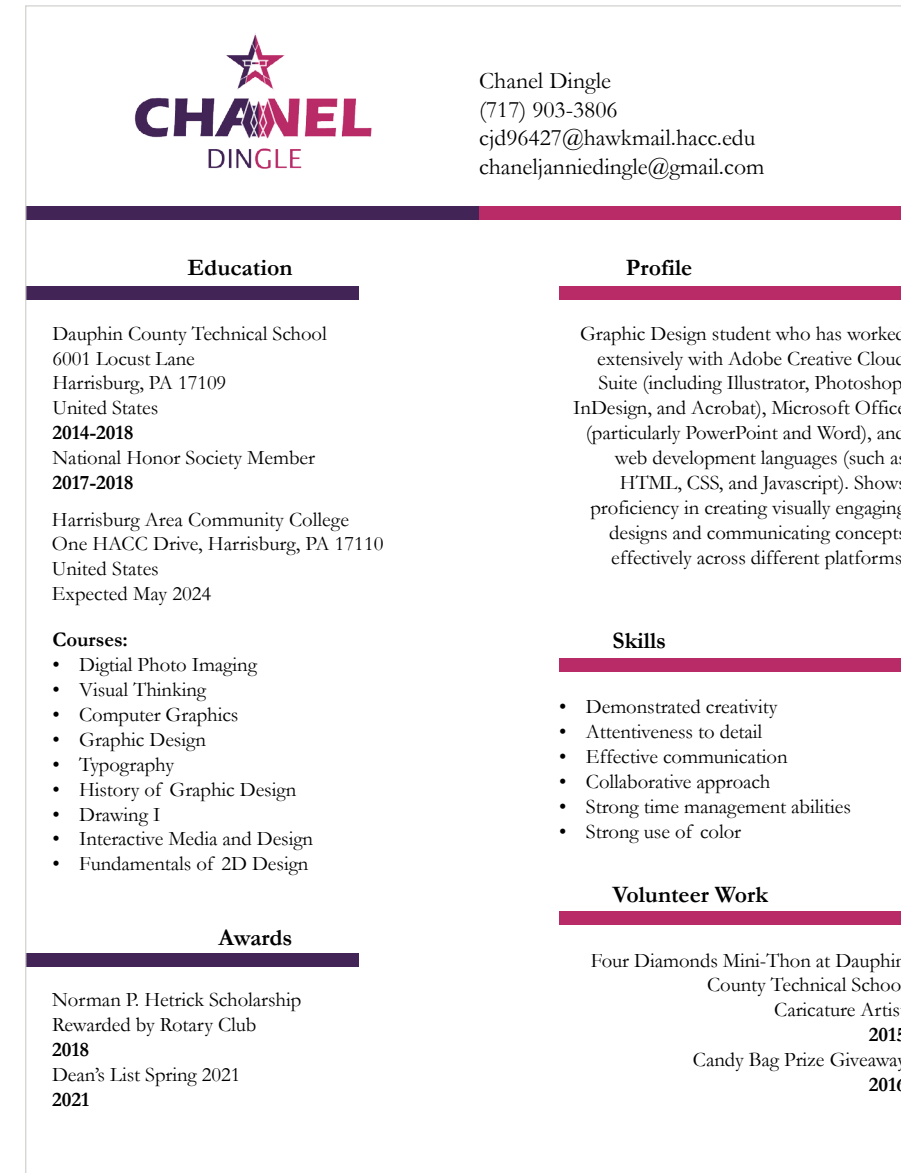 CHANEL
DINGLE
Chanel Dingle
(717) 903-3806
cjd96427@hawkmail.hacc.edu
chaneljanniedingle@gmail.com
Education
Dauphin County Technical School
6001 Locust Lane
Harrisburg, PA 17109
United States
2014-2018
National Honor Society Member
2017-2018
Harrisburg Area Community College
One HACC Drive, Harrisburg, PA 17110
United States
Expected May 2024
Courses:
• Digtial Photo Imaging
• Visual Thinking
• Computer Graphics
• Graphic Design
• Typography
• History of Graphic Design
• Drawing I
• Interactive Media and Design
• Fundamentals of 2D Design
Awards
Norman P. Hetrick Scholarship
Rewarded by Rotary Club
2018
Dean's List Spring 2021
2021
Profile
Graphic Design student who has worked
extensively with Adobe Creative Cloud
Suite (including Illustrator, Photoshop
InDesign, and Acrobat), Microsoft Office
(particularly PowerPoint and Word), and
web development languages (such as
HTML, CSS, and Javascript). Shows
proficiency in creating visually engaging
designs and communicating concepts
effectively across different platforms
Skills
• Demonstrated creativity
• Attentiveness to detail
• Effective communication
• Collaborative approach
• Strong time management abilities
• Strong use of color
Volunteer Work
Four Diamonds Mini-Thon at Dauphin
County Technical Schoo
Caricature Artis
2015
Candy Bag Prize Giveaway
2016